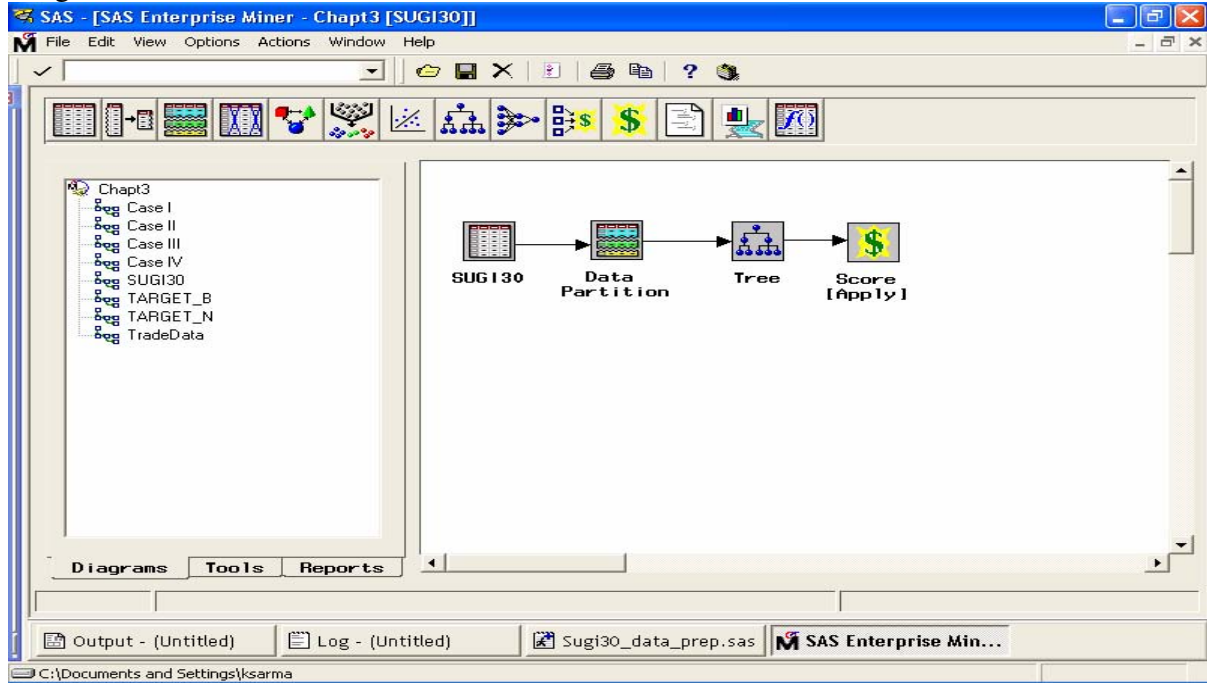 SAS - [SAS Enterprise Miner - Chapt3 [SUGI30]]
File Edit View Options Actions Window Help
Chapt3
Case I
Case II
Case III
Case IV
SUGI30
TARGET_B
TARGET_N
TradeData
SUGI30
Data
Partition
Tree
Score
[Apply]
Diagrams Tools Reports
Output - (Untitled) Log - (Untitled) Sugi30_data_prep.sas SAS Enterprise Min...
C:\Documents and Settings\ksarma